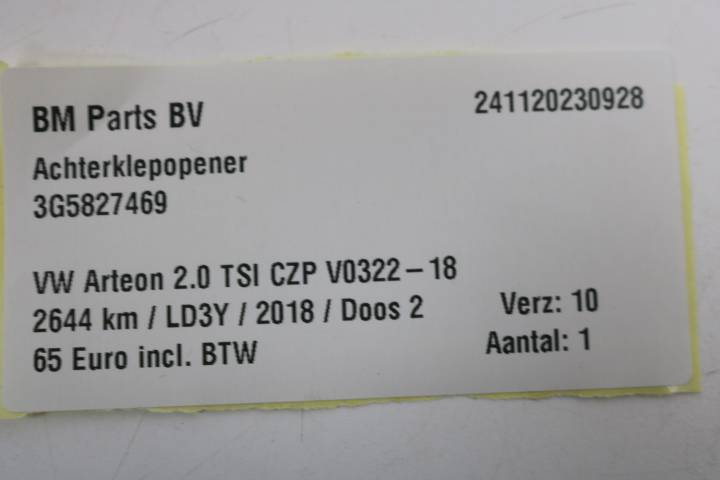 BM Parts BV 241120230928
Achterklepopener
3G5827469
VW Arteon 2.0 TSI CZP V0322-18
2644 km / LD3Y / 2018 / Doos 2 Verz: 10
65 Euro incl. BTW Aantal: 1